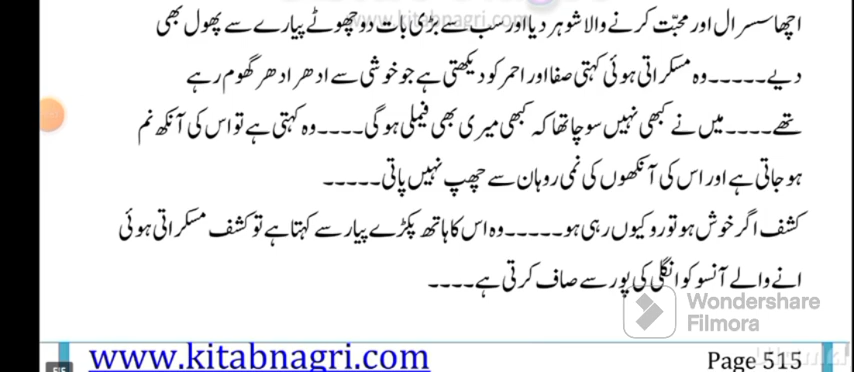 www.kitabnagri.com
اچھا سسرال اور محبّت کرنے والا شوہر دیا اور سب سے بڑی بات دو چھوٹے پیارے سے پھول بھی
دیے-----وہ مسکراتی ہوئی کہتی صفا اور احمر کو دیکھتی ہے جو خوشی سے ادھر ادھر گھوم رہے
تھے----میں نے کبھی نہیں سوچا تھا کہ کبھی میری بھی فیملی ہوگی----وہ کہتی ہے تو اس کی آنکھ نم
ہو جاتی ہے اور اس کی آنکھوں کی نمی روہان سے چھپ نہیں پاتی-----
کشف اگر خوش ہو تو رو کیوں رہی ہو-----وہ اس کا ہاتھ پکڑے پیار سے کہتا ہے تو کشف مسکراتی ہوئی
انے والے آنسو کو انگلی کی پور سے صاف کرتی ہے----
Wondershare
Filmora
www.kitabnagri.com
Page 515
515